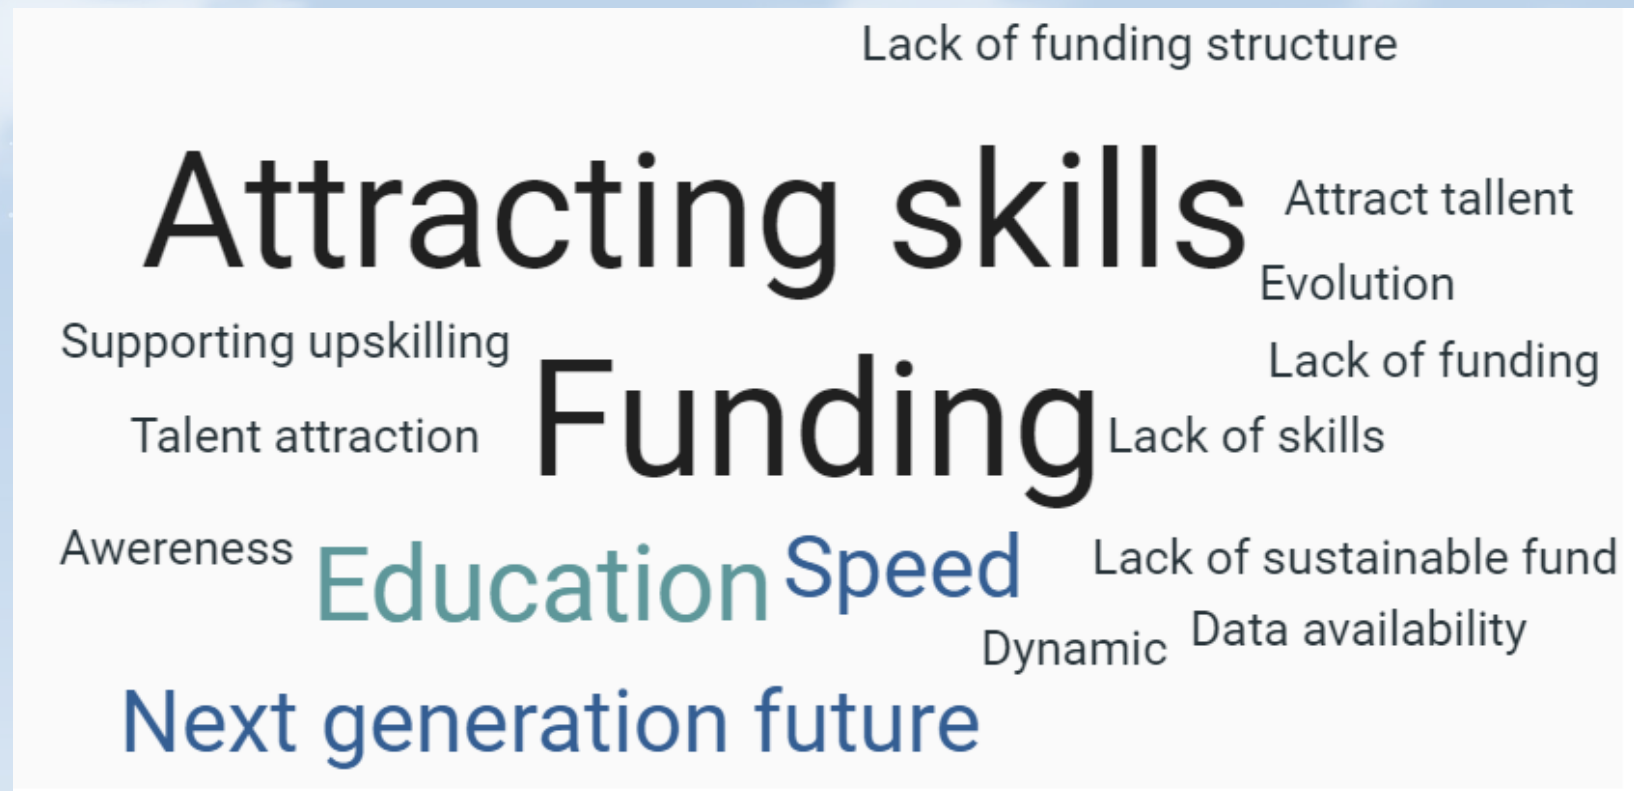 Lack of funding structure
Attracting skills
Attract tallent
Evolution
Supporting upskilling
Funding
Lack of funding
Talent attraction
Lack of skills
Awereness
Education
Speed
Lack of sustainable fund
Dynamic
Data availability
Next generation future